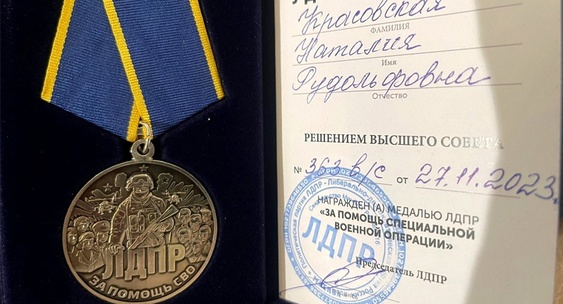 ЛДПР
ЗА ПОМОЩЬ СВО
Красовская
ФАМИЛИЯ
Наталия
Имя
Рудольфовна
Отчество
РЕШЕНИЕМ ВЫСШЕГО СОВЕТА
№ 363 в/с от 27.11.2023г.
НАГРАЖДЕН (А) МЕДАЛЬЮ ЛДПР
«ЗА ПОМОЩЬ СПЕЦИАЛЬНОЙ
ВОЕННОЙ ОПЕРАЦИИ»
Председатель ЛДПР
ЛДПР